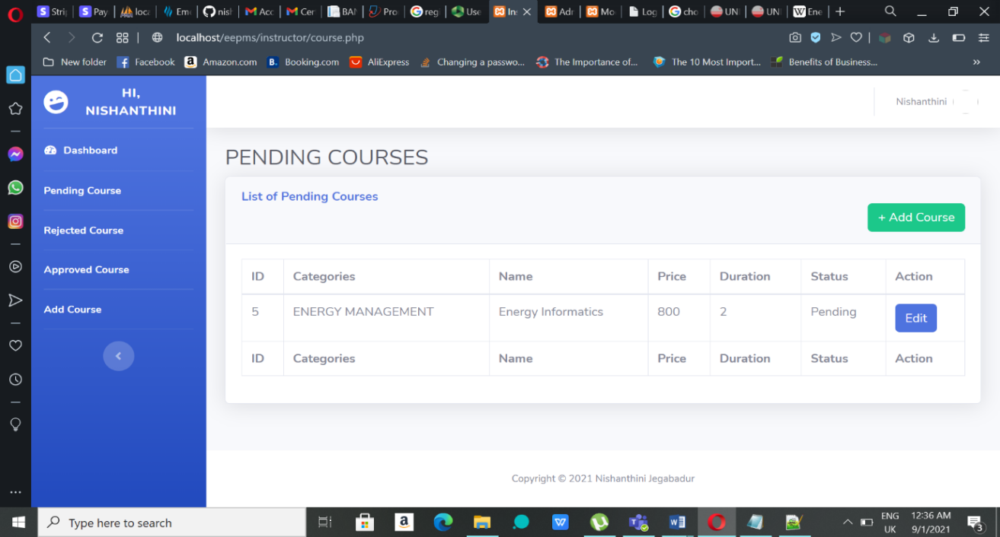 Stri
Pay
loca
Eme
nish
Acc
Cer
BAN
Pro
reg
Use
Ins
Adr
Mo
Log
cho
UNI
UNI
Ene
localhost/eepms/instructor/course.php
New folder
Facebook
Amazon.com
Booking.com
AliExpress
Changing a passwo...
The Importance of...
The 10 Most Import...
Benefits of Business...
HI,
NISHANTHINI
Nishanthini
Dashboard
Pending Course
Rejected Course
Approved Course
Add Course
PENDING COURSES
List of Pending Courses
+ Add Course
ID Categories Name Price Duration Status Action
5 ENERGY MANAGEMENT Energy Informatics 800 2 Pending Edit
ID Categories Name Price Duration Status Action
Copyright © 2021 Nishanthini Jegabadur
Type here to search
ENG
UK
12:36 AM
9/1/2021
3